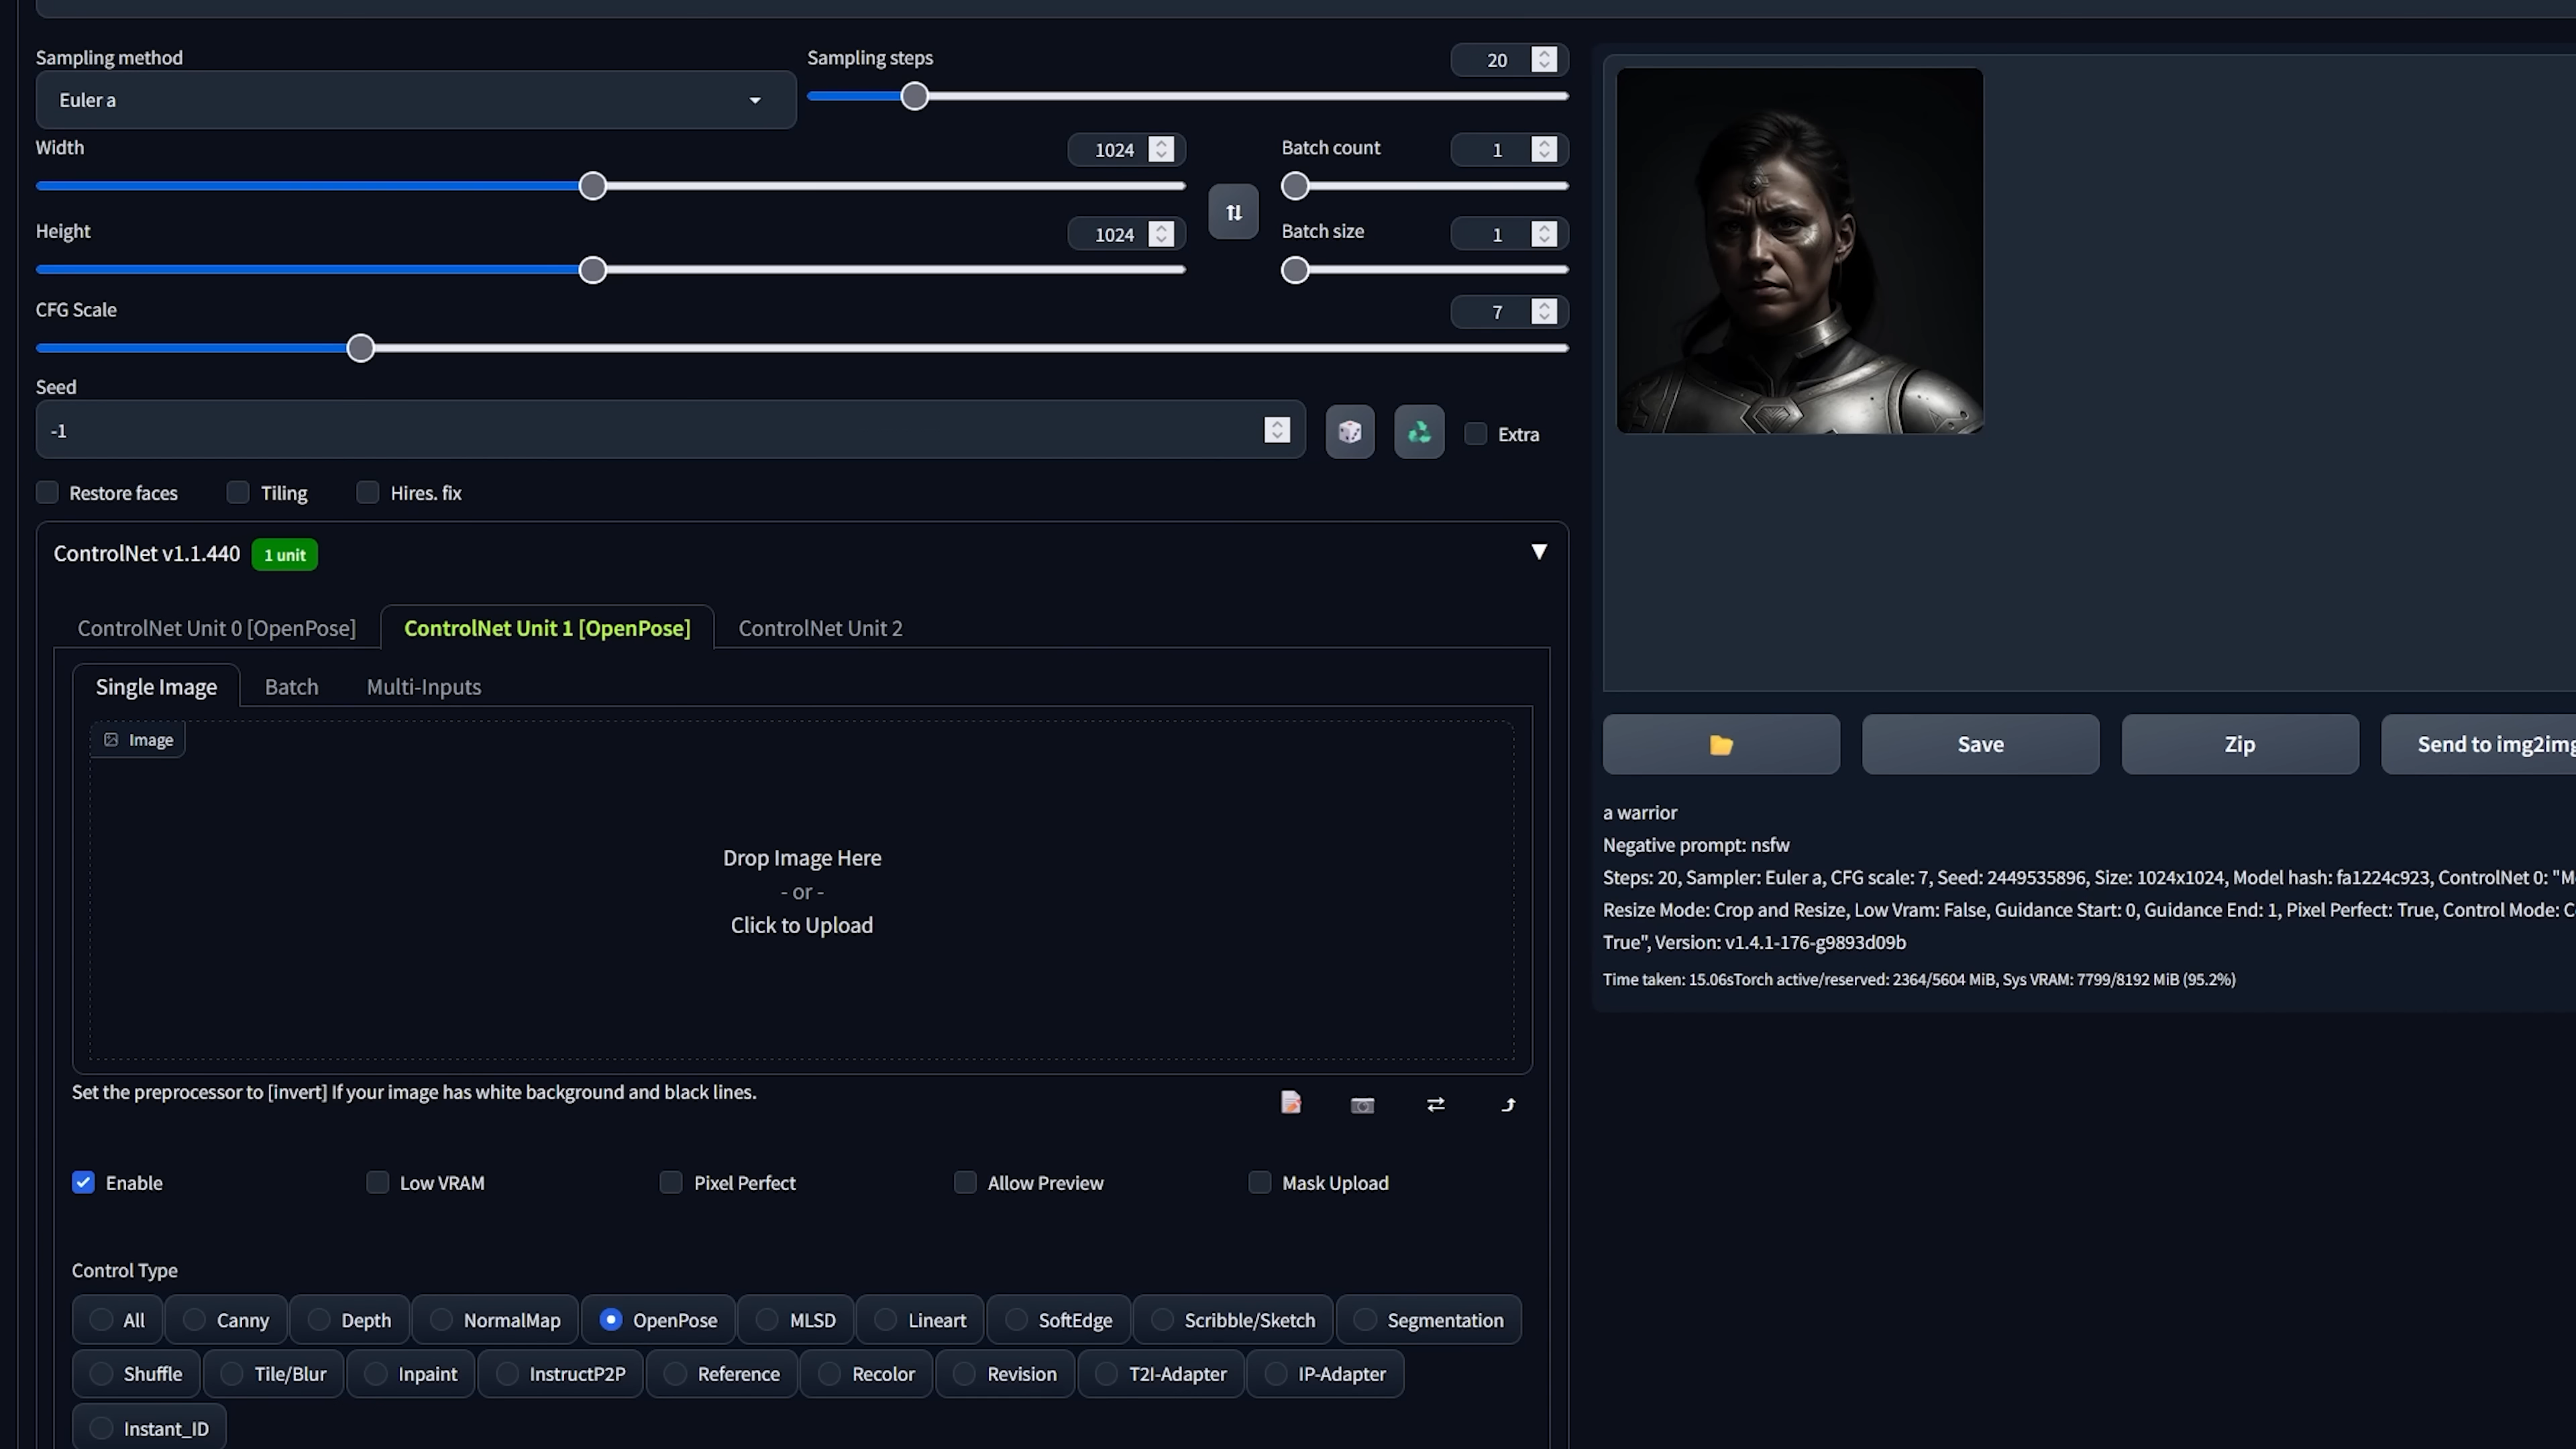 Sampling method
Euler a
Sampling steps
20
Width
1024
Batch count
1
Height
1024
Batch size
1
CFG Scale
7
Seed
-1
Extra
Restore faces
Tiling
Hires. fix
ControlNet v1.1.440
1 unit
ControlNet Unit 0 [OpenPose]
ControlNet Unit 1 [OpenPose]
ControlNet Unit 2
Single Image
Batch
Multi-Inputs
Image
Drop Image Here
- or -
Click to Upload
Set the preprocessor to [invert] If your image has white background and black lines.
Enable
Low VRAM
Pixel Perfect
Allow Preview
Mask Upload
Control Type
All
Canny
Depth
NormalMap
OpenPose
MLSD
Lineart
SoftEdge
Scribble/Sketch
Segmentation
Shuffle
Tile/Blur
Inpaint
InstructP2P
Reference
Recolor
Revision
T2I-Adapter
IP-Adapter
Instant_ID
Save
Zip
Send to img2img
a warrior
Negative prompt: nsfw
Steps: 20, Sampler: Euler a, CFG scale: 7, Seed: 2449535896, Size: 1024x1024, Model hash: fa1224c923, ControlNet 0: "M
Resize Mode: Crop and Resize, Low Vram: False, Guidance Start: 0, Guidance End: 1, Pixel Perfect: True, Control Mode: C
True", Version: v1.4.1-176-g9893d09b
Time taken: 15.06sTorch active/reserved: 2364/5604 MiB, Sys VRAM: 7799/8192 MiB (95.2%)